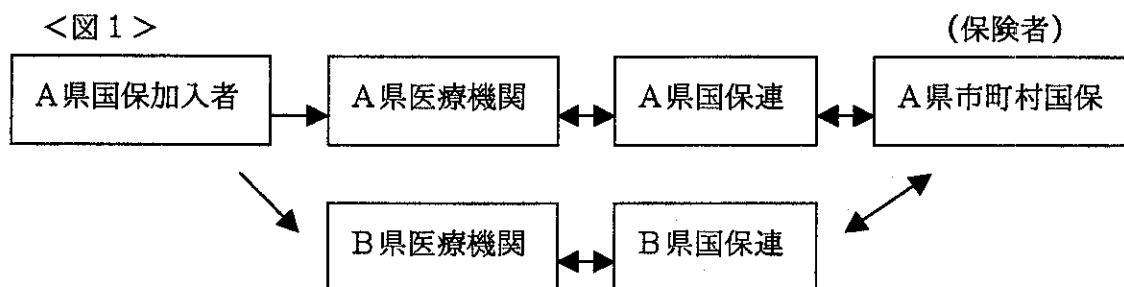 <図1>
(保険者)
A県国保加入者
A県医療機関
A県国保連
A県市町村国保
B県医療機関
B県国保連